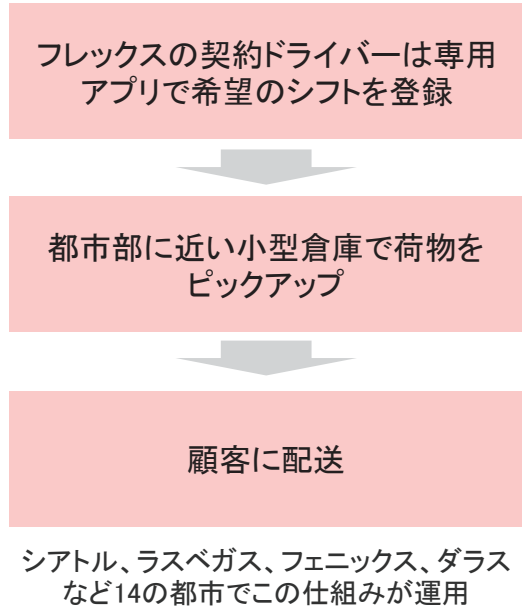 フレックスの契約ドライバーは専用
アプリで希望のシフトを登録
都市部に近い小型倉庫で荷物を
ピックアップ
顧客に配送
シアトル、ラスベガス、フェニックス、ダラス
など14の都市でこの仕組みが運用